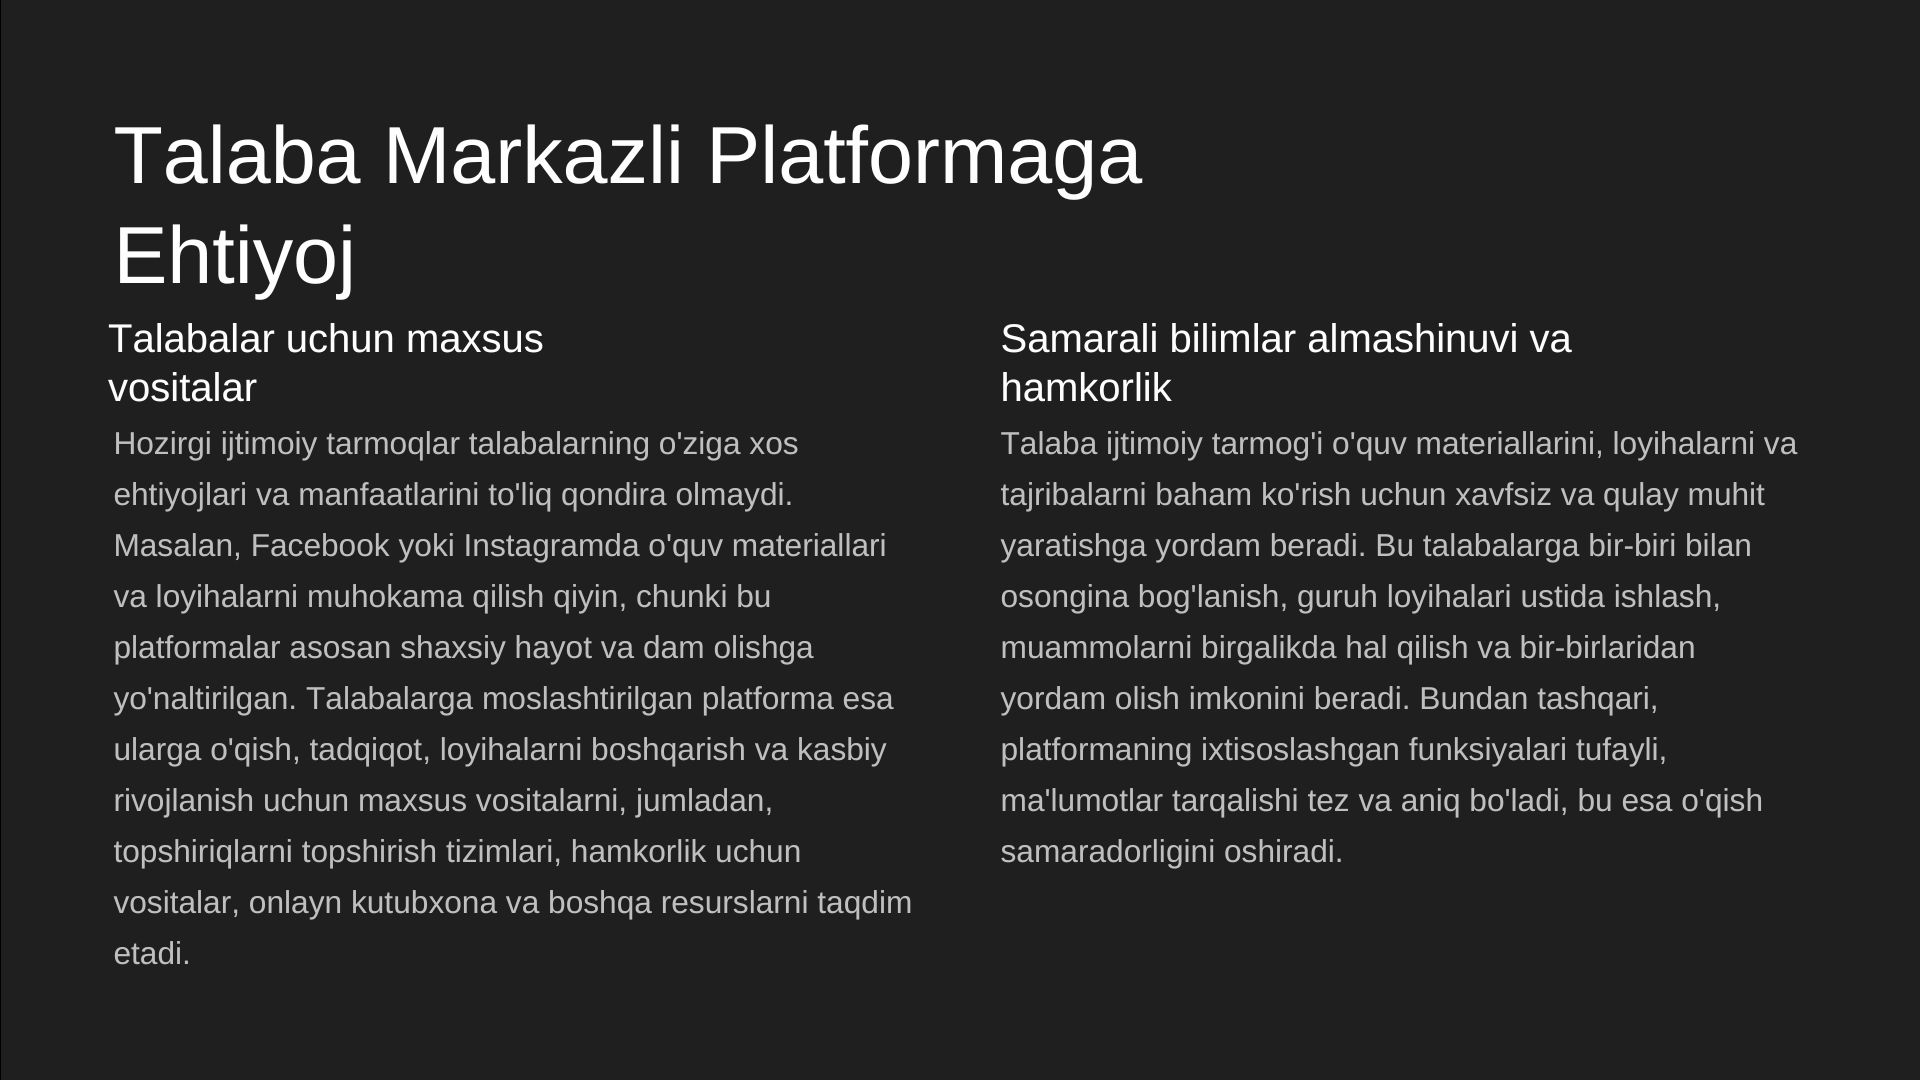 Talaba Markazli Platformaga
Ehtiyoj
Talabalar uchun maxsus
vositalar
Hozirgi ijtimoiy tarmoqlar talabalarning o'ziga xos
ehtiyojlari va manfaatlarini to'liq qondira olmaydi.
Masalan, Facebook yoki Instagramda o'quv materiallari
va loyihalarni muhokama qilish qiyin, chunki bu
platformalar asosan shaxsiy hayot va dam olishga
yo'naltirilgan. Talabalarga moslashtirilgan platforma esa
ularga o'qish, tadqiqot, loyihalarni boshqarish va kasbiy
rivojlanish uchun maxsus vositalarni, jumladan,
topshiriqlarni topshirish tizimlari, hamkorlik uchun
vositalar, onlayn kutubxona va boshqa resurslarni taqdim
etadi.
Samarali bilimlar almashinuvi va
hamkorlik
Talaba ijtimoiy tarmog'i o'quv materiallarini, loyihalarni va
tajribalarni baham ko'rish uchun xavfsiz va qulay muhit
yaratishga yordam beradi. Bu talabalarga bir-biri bilan
osongina bog'lanish, guruh loyihalari ustida ishlash,
muammolarni birgalikda hal qilish va bir-birlaridan
yordam olish imkonini beradi. Bundan tashqari,
platformaning ixtisoslashgan funksiyalari tufayli,
ma'lumotlar tarqalishi tez va aniq bo'ladi, bu esa o'qish
samaradorligini oshiradi.